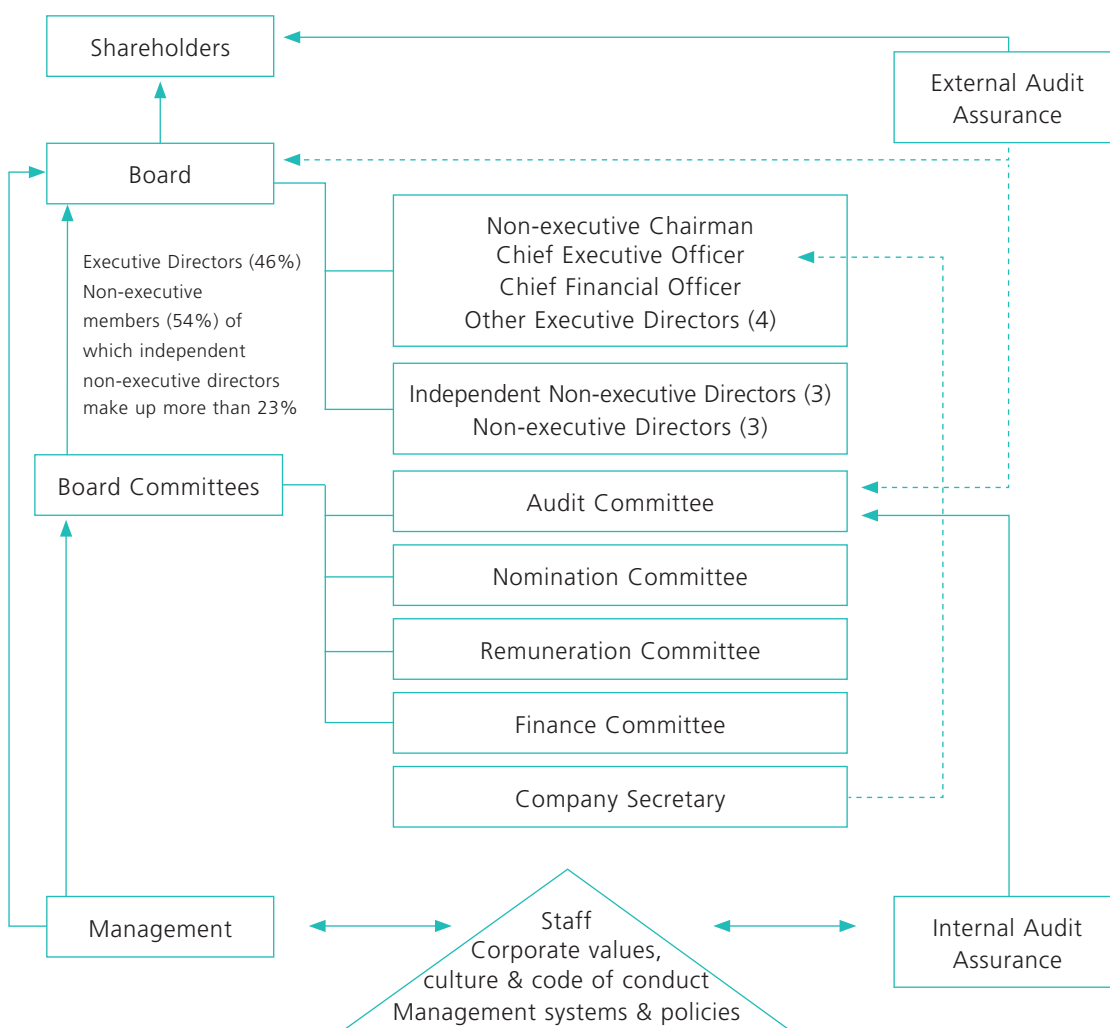 Shareholders
External Audit
Assurance
Board
Non-executive Chairman
Chief Executive Officer
Chief Financial Officer
Other Executive Directors (4)
Executive Directors (46%)
Non-executive
members (54%) of
which independent
non-executive directors
make up more than 23%
Independent Non-executive Directors (3)
Non-executive Directors (3)
Board Committees
Audit Committee
Nomination Committee
Remuneration Committee
Finance Committee
Company Secretary
Management
Staff
Corporate values,
culture & code of conduct
Management systems & policies
Internal Audit
Assurance